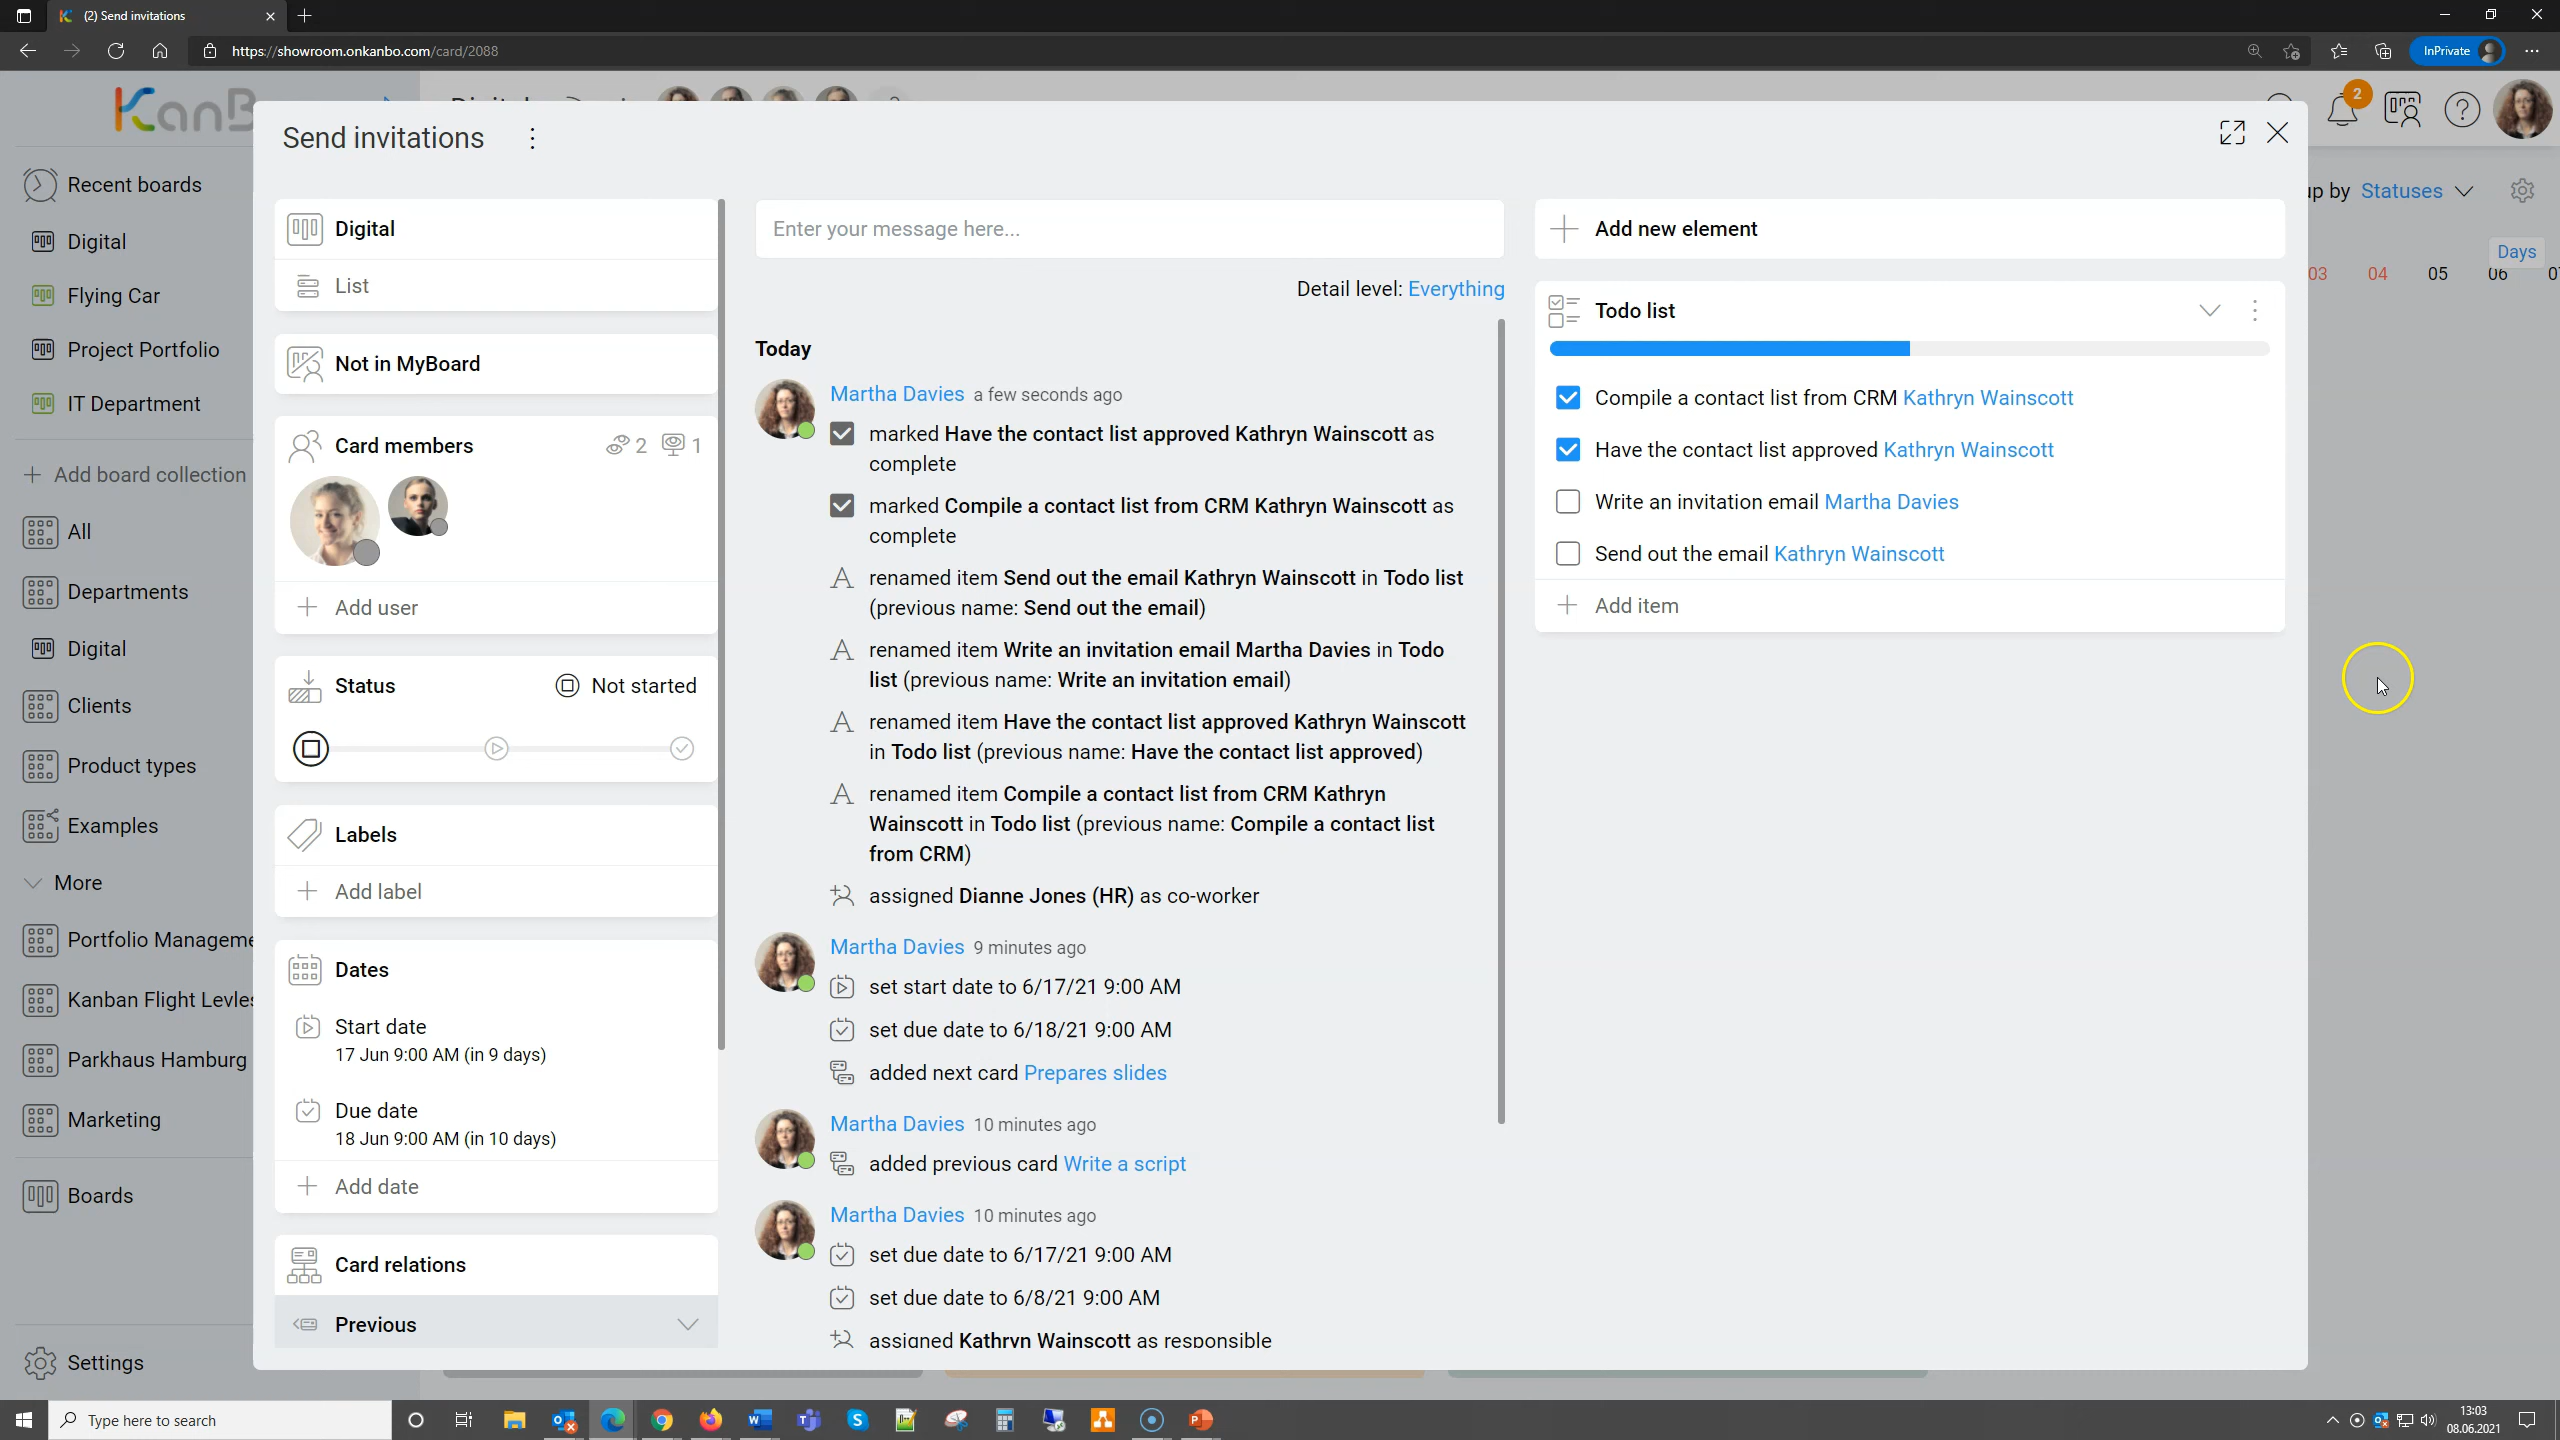 (2) Send invitations
https://showroom.onkanbo.com/card/2088
InPrivate
KanB
2
Recent boards
Digital
Flying Car
Project Portfolio
IT Department
Add board collection
All
Departments
Digital
Clients
Product types
Examples
More
Portfolio Manageme
Kanban Flight Levles
Parkhaus Hamburg
Marketing
Boards
Settings
Send invitations
Digital
List
Not in MyBoard
Card members 2 1
Add user
Status Not started
Labels
Add label
Dates
Start date
17 Jun 9:00 AM (in 9 days)
Due date
18 Jun 9:00 AM (in 10 days)
Add date
Card relations
Previous
Enter your message here...
Detail level: Everything
Today
Martha Davies a few seconds ago
marked Have the contact list approved Kathryn Wainscott as
complete
marked Compile a contact list from CRM Kathryn Wainscott as
complete
renamed item Send out the email Kathryn Wainscott in Todo list
(previous name: Send out the email)
renamed item Write an invitation email Martha Davies in Todo
list (previous name: Write an invitation email)
renamed item Have the contact list approved Kathryn Wainscott
in Todo list (previous name: Have the contact list approved)
renamed item Compile a contact list from CRM Kathryn
Wainscott in Todo list (previous name: Compile a contact list
from CRM)
assigned Dianne Jones (HR) as co-worker
Martha Davies 9 minutes ago
set start date to 6/17/21 9:00 AM
set due date to 6/18/21 9:00 AM
added next card Prepares slides
Martha Davies 10 minutes ago
added previous card Write a script
Martha Davies 10 minutes ago
set due date to 6/17/21 9:00 AM
set due date to 6/8/21 9:00 AM
assigned Kathryn Wainscott as responsible
Add new element
Todo list
Compile a contact list from CRM Kathryn Wainscott
Have the contact list approved Kathryn Wainscott
Write an invitation email Martha Davies
Send out the email Kathryn Wainscott
Add item
up by Statuses
Days
03 04 05 06
Type here to search
13:03
08.06.2021